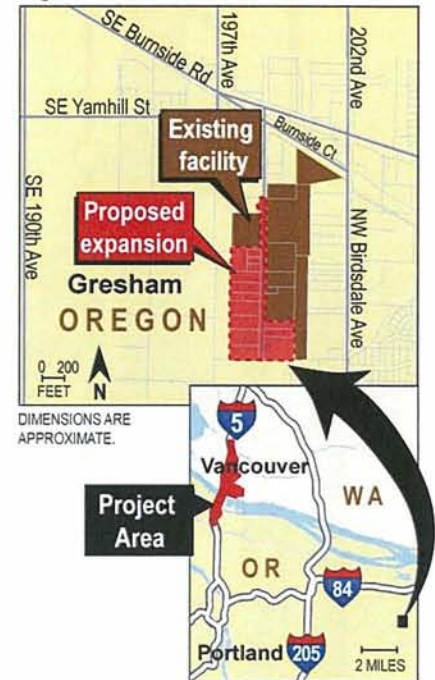 SE Burnside Rd
197th Ave
202nd Ave
SE Yamhill St
Existing
facility
Burnside Ct
SE 190th Ave
Proposed
expansion
NW Birdsdale Ave
Gresham
OREGON
0 200
FEET
N
DIMENSIONS ARE
APPROXIMATE.
5
Vancouver
WA
Project
Area
OR
84
Portland
205
2 MILES